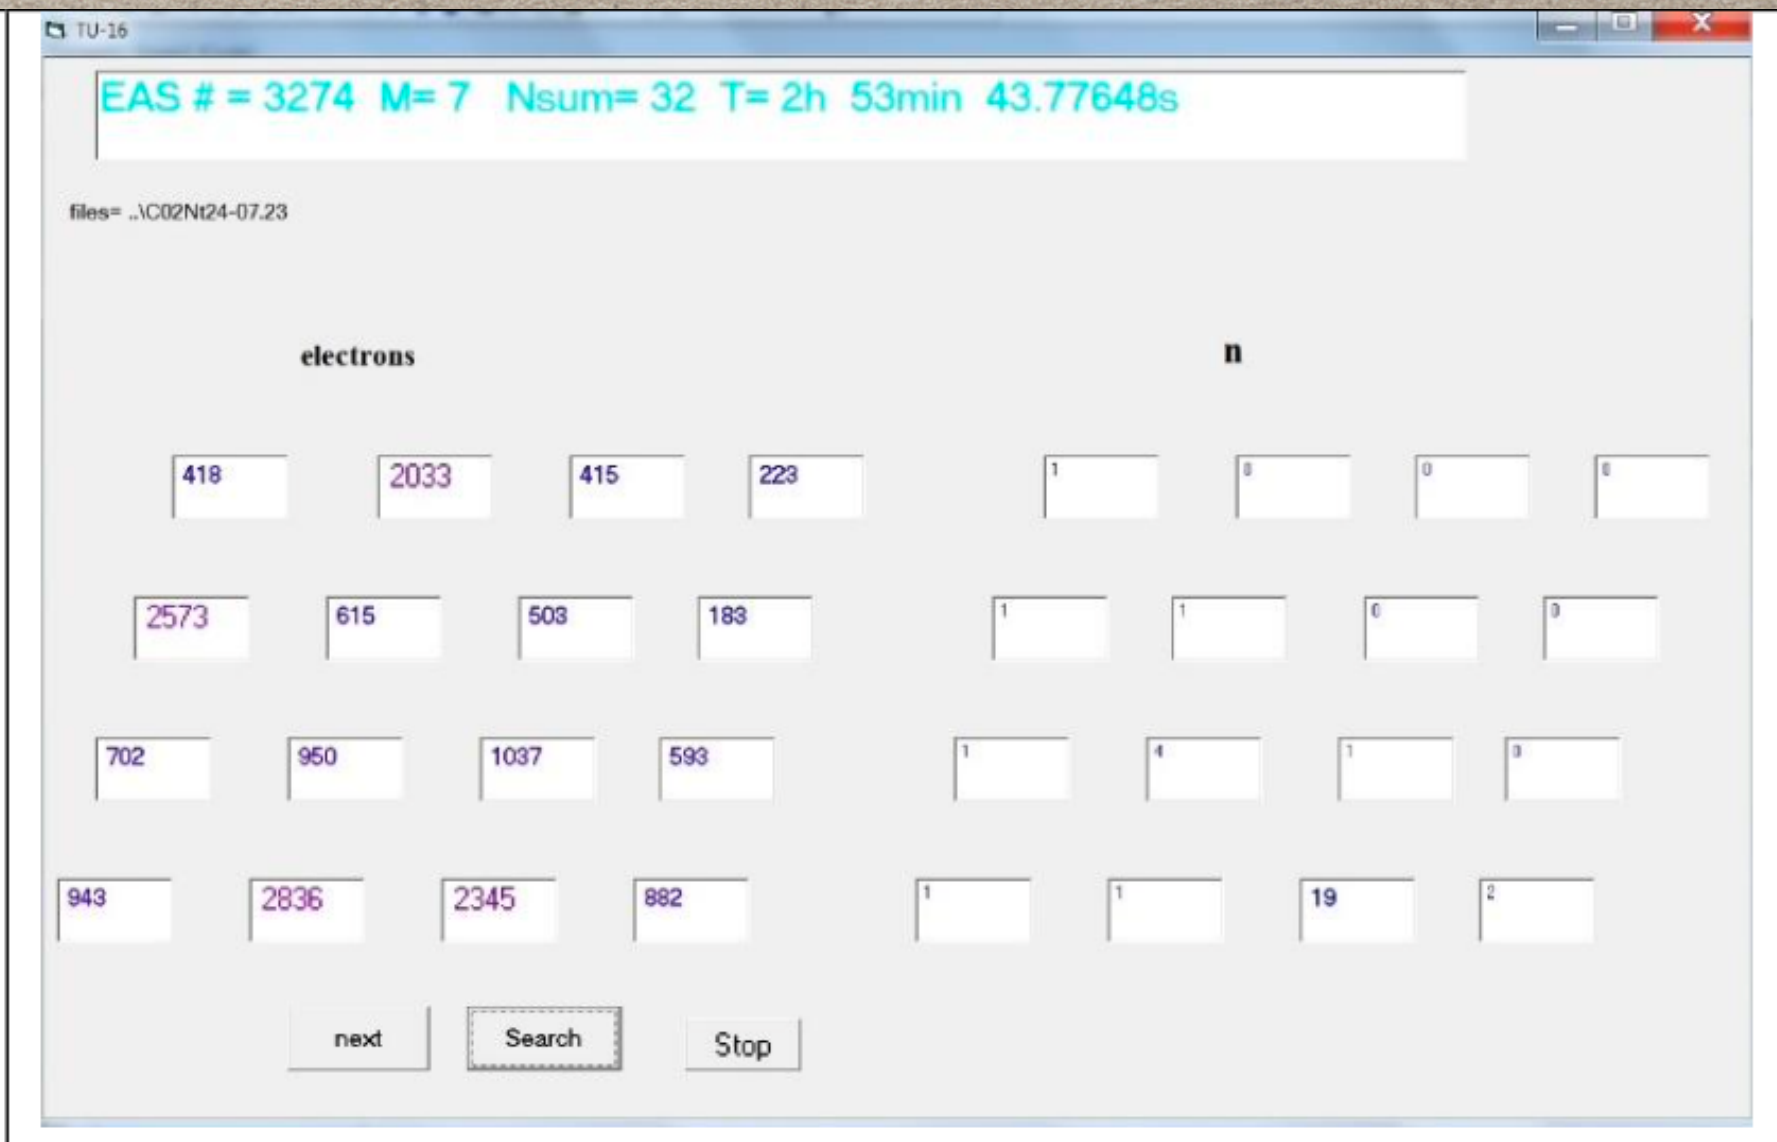 TU-16
EAS # = 3274 M= 7 Nsum= 32 T= 2h 53min 43.77648s
files= ..\C02Nt24-07.23
electrons n
418 2033 415 223 1 0 0 0
2573 615 503 183 1 1 0 0
702 950 1037 593 1 4 1 0
943 2836 2345 882 1 1 19 2
next Search Stop